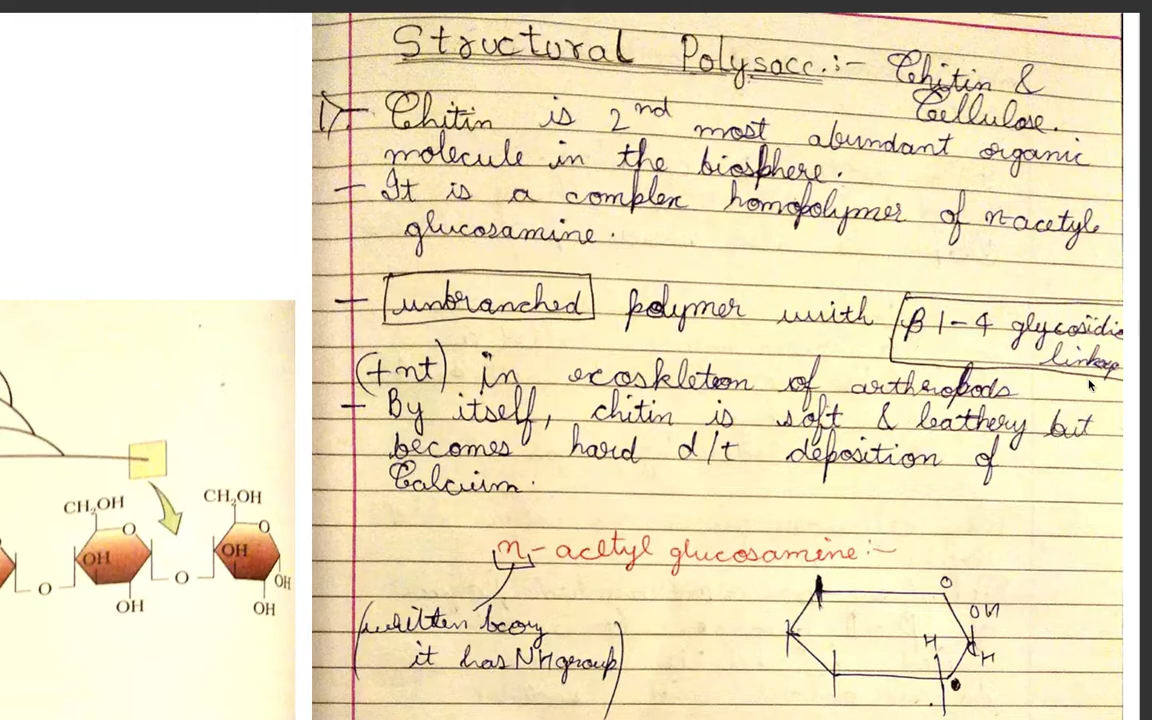 Structural Polysacc.:- Chitin &
Cellulose.
1)- Chitin is 2nd most abundant organic
molecule in the biosphere.
- It is a complex homopolymer of n-acetyle
glucosamine.
- unbranched polymer with β 1-4 glycosidic
linkage
(+nt) in exoskleton of arthropods
- By itself, chitin is soft & leathery but
becomes hard d/t deposition of
Calcium.
n-acetyl glucosamine:-
(written bcoz
it has NH group)
O
OH
H
H
CH2OH
O
OH
OH
O
CH2OH
O
OH
OH
OH
O